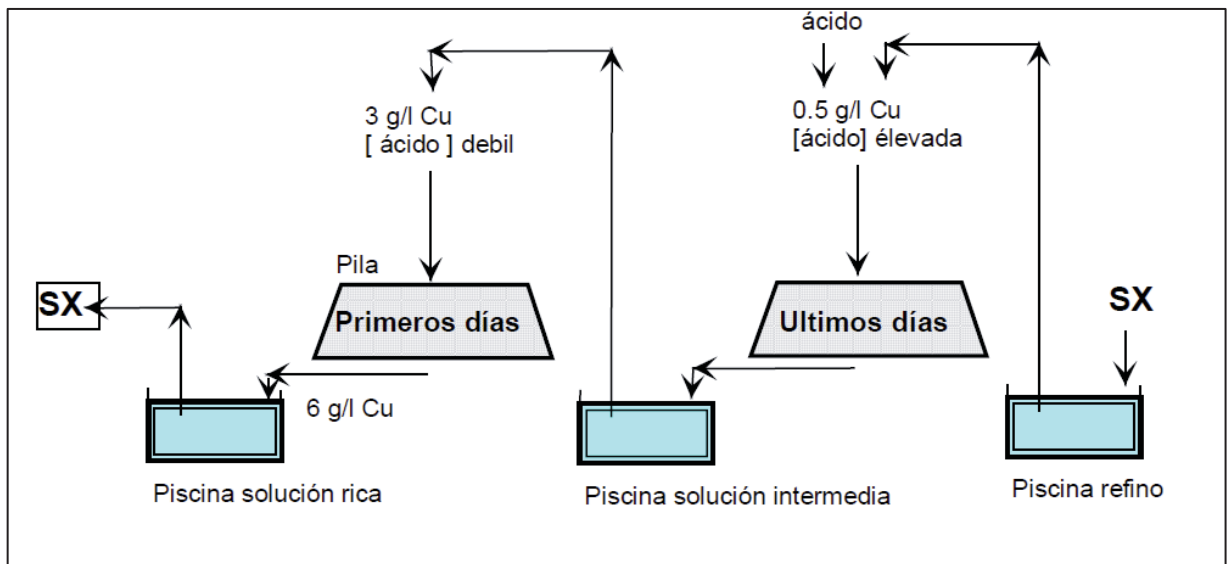 ácido
3 g/l Cu
[ ácido ] debil
0.5 g/l Cu
[ácido] élevada
Pila
SX
Primeros días
Ultimos días
SX
6 g/l Cu
Piscina solución rica
Piscina solución intermedia
Piscina refino